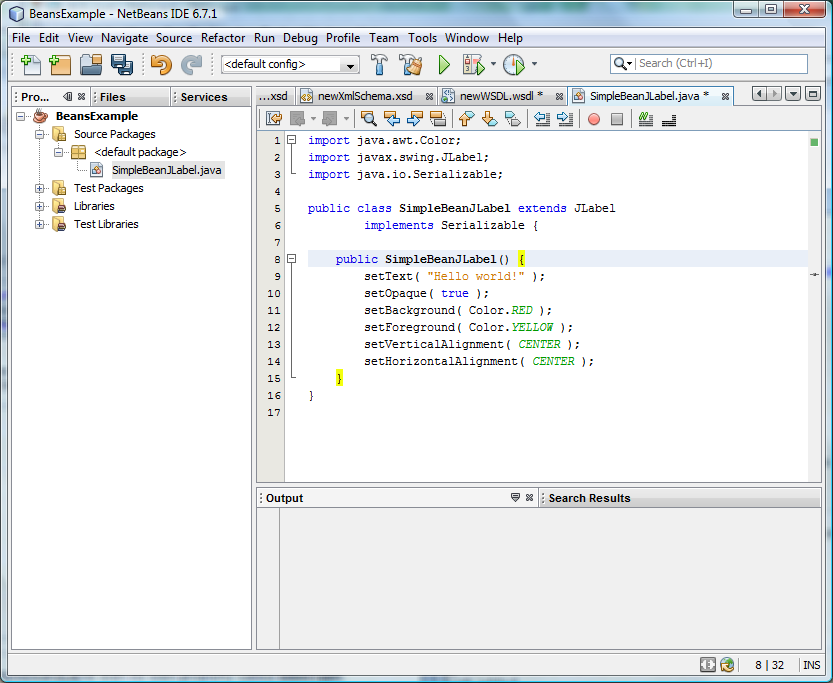 BeansExample - NetBeans IDE 6.7.1
File Edit View Navigate Source Refactor Run Debug Profile Team Tools Window Help
<default config>
Search (Ctrl+I)
Pro...
Files
Services
BeansExample
Source Packages
<default package>
SimpleBeanJLabel.java
Test Packages
Libraries
Test Libraries
...xsd
newXmlSchema.xsd
newWSDL.wsdl *
SimpleBeanJLabel.java *
1 import java.awt.Color;
2 import javax.swing.JLabel;
3 import java.io.Serializable;
4
5 public class SimpleBeanJLabel extends JLabel
6 implements Serializable {
7
8 public SimpleBeanJLabel() {
9 setText( "Hello world!" );
10 setOpaque( true );
11 setBackground( Color.RED );
12 setForeground( Color.YELLOW );
13 setVerticalAlignment( CENTER );
14 setHorizontalAlignment( CENTER );
15 }
16 }
17
Output
Search Results
8 | 32 INS